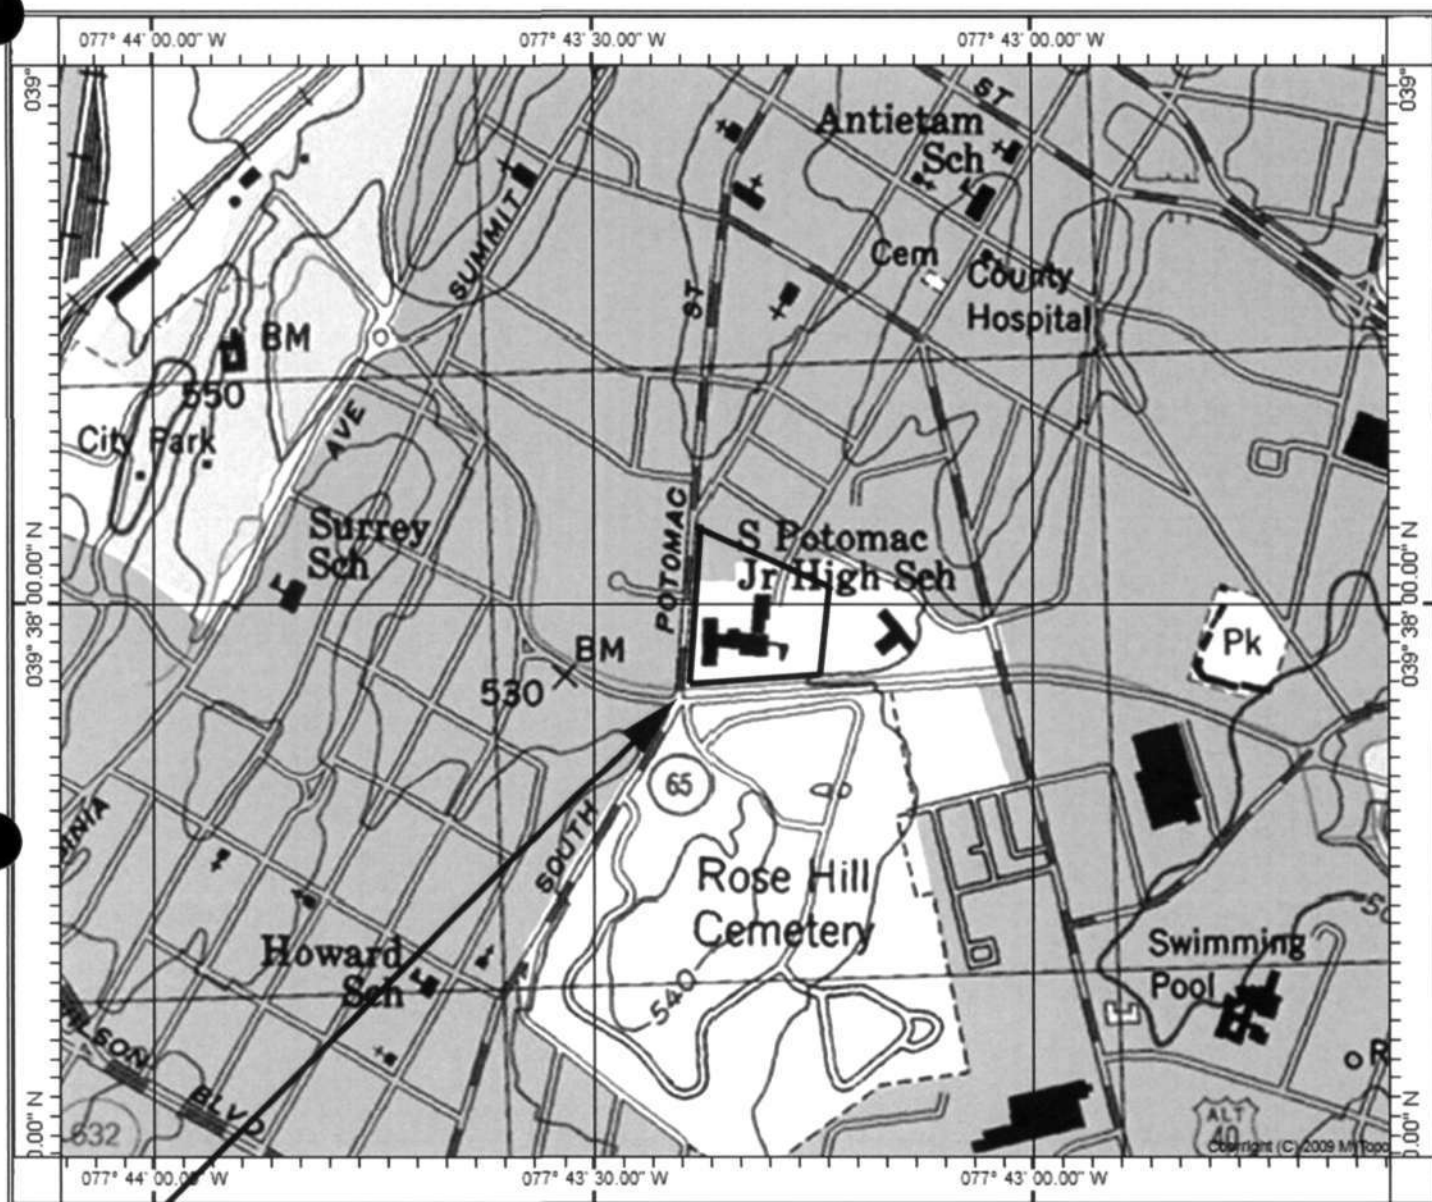 077° 44' 00.00" W
077° 43' 30.00" W
077° 43' 00.00" W
039°
039°
ST
Antietam
Sch
SUMMIT
Cem
County
Hospital
ST
BM
550
AVE
City Park
POTOMAC
Surrey
Sch
S Potomac
Jr High Sch
039° 38' 00.00" N
039° 38' 00.00" N
BM
530
Pk
65
SOUTH
Rose Hill
Cemetery
Howard
Sch
Swimming
Pool
540
BLVD
632
ALT
40
Copyright (C) 2009 MyTopo
077° 44' 00.00" W
077° 43' 30.00" W
077° 43' 00.00" W